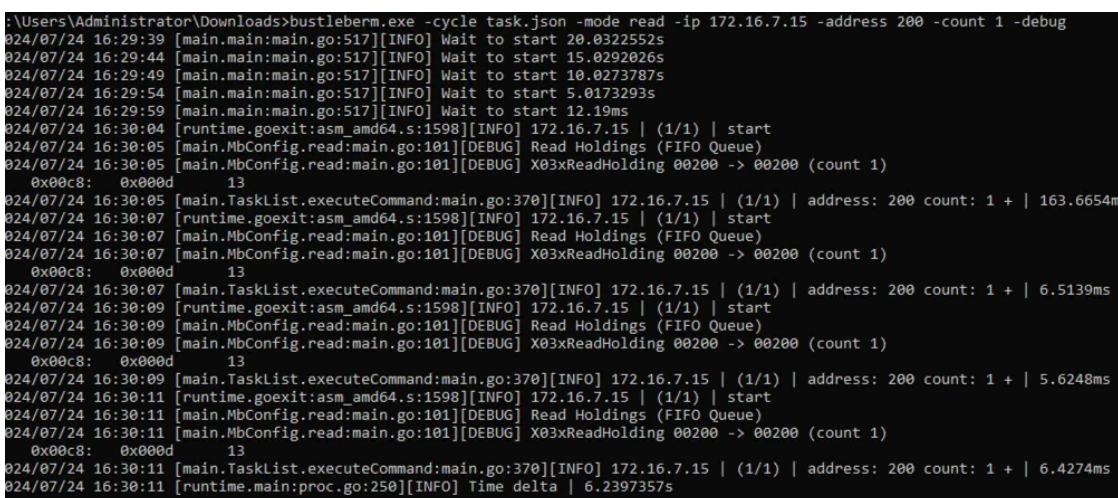 :\Users\Administrator\Downloads>bustleberm.exe -cycle task.json -mode read -ip 172.16.7.15 -address 200 -count 1 -debug
024/07/24 16:29:39 [main.main:main.go:517][INFO] Wait to start 20.0322552s
024/07/24 16:29:44 [main.main:main.go:517][INFO] Wait to start 15.0292026s
024/07/24 16:29:49 [main.main:main.go:517][INFO] Wait to start 10.0273787s
024/07/24 16:29:54 [main.main:main.go:517][INFO] Wait to start 5.0173293s
024/07/24 16:29:59 [main.main:main.go:517][INFO] Wait to start 12.19ms
024/07/24 16:30:04 [runtime.goexit:asm_amd64.s:1598][INFO] 172.16.7.15 | (1/1) | start
024/07/24 16:30:05 [main.MbConfig.read:main.go:101][DEBUG] Read Holdings (FIFO Queue)
024/07/24 16:30:05 [main.MbConfig.read:main.go:101][DEBUG] X03xReadHolding 00200 -> 00200 (count 1)
0x00c8: 0x000d 13
024/07/24 16:30:05 [main.TaskList.executeCommand:main.go:370][INFO] 172.16.7.15 | (1/1) | address: 200 count: 1 + | 163.6654m
024/07/24 16:30:07 [runtime.goexit:asm_amd64.s:1598][INFO] 172.16.7.15 | (1/1) | start
024/07/24 16:30:07 [main.MbConfig.read:main.go:101][DEBUG] Read Holdings (FIFO Queue)
024/07/24 16:30:07 [main.MbConfig.read:main.go:101][DEBUG] X03xReadHolding 00200 -> 00200 (count 1)
0x00c8: 0x000d 13
024/07/24 16:30:07 [main.TaskList.executeCommand:main.go:370][INFO] 172.16.7.15 | (1/1) | address: 200 count: 1 + | 6.5139ms
024/07/24 16:30:09 [runtime.goexit:asm_amd64.s:1598][INFO] 172.16.7.15 | (1/1) | start
024/07/24 16:30:09 [main.MbConfig.read:main.go:101][DEBUG] Read Holdings (FIFO Queue)
024/07/24 16:30:09 [main.MbConfig.read:main.go:101][DEBUG] X03xReadHolding 00200 -> 00200 (count 1)
0x00c8: 0x000d 13
024/07/24 16:30:09 [main.TaskList.executeCommand:main.go:370][INFO] 172.16.7.15 | (1/1) | address: 200 count: 1 + | 5.6248ms
024/07/24 16:30:11 [runtime.goexit:asm_amd64.s:1598][INFO] 172.16.7.15 | (1/1) | start
024/07/24 16:30:11 [main.MbConfig.read:main.go:101][DEBUG] Read Holdings (FIFO Queue)
024/07/24 16:30:11 [main.MbConfig.read:main.go:101][DEBUG] X03xReadHolding 00200 -> 00200 (count 1)
0x00c8: 0x000d 13
024/07/24 16:30:11 [main.TaskList.executeCommand:main.go:370][INFO] 172.16.7.15 | (1/1) | address: 200 count: 1 + | 6.4274ms
024/07/24 16:30:11 [runtime.main:proc.go:250][INFO] Time delta | 6.2397357s